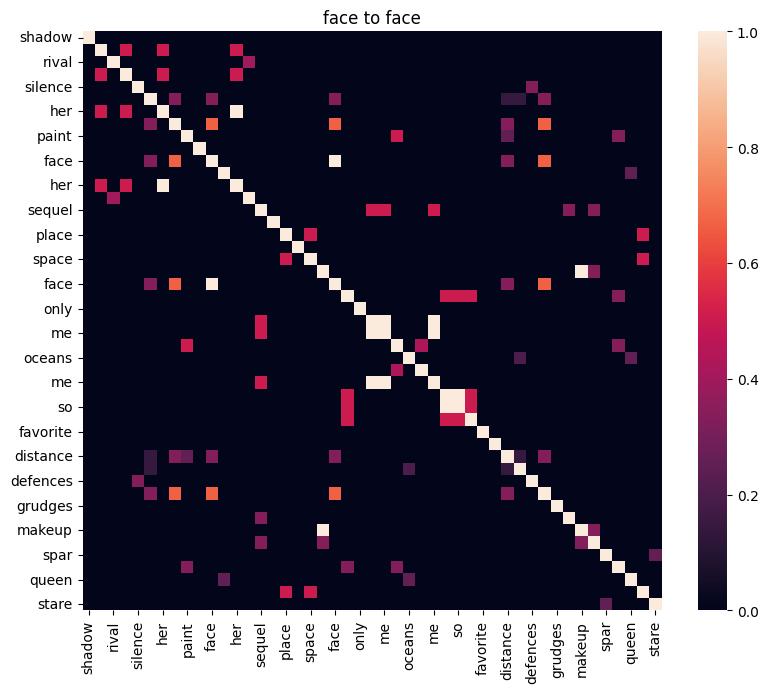 face to face
shadow
rival
silence
her
paint
face
her
sequel
place
space
face
only
me
oceans
me
so
favorite
distance
defences
grudges
makeup
spar
queen
stare
1.0
0.8
0.6
0.4
0.2
0.0
shadow
rival
silence
her
paint
face
her
sequel
place
space
face
only
me
oceans
me
so
favorite
distance
defences
grudges
makeup
spar
queen
stare